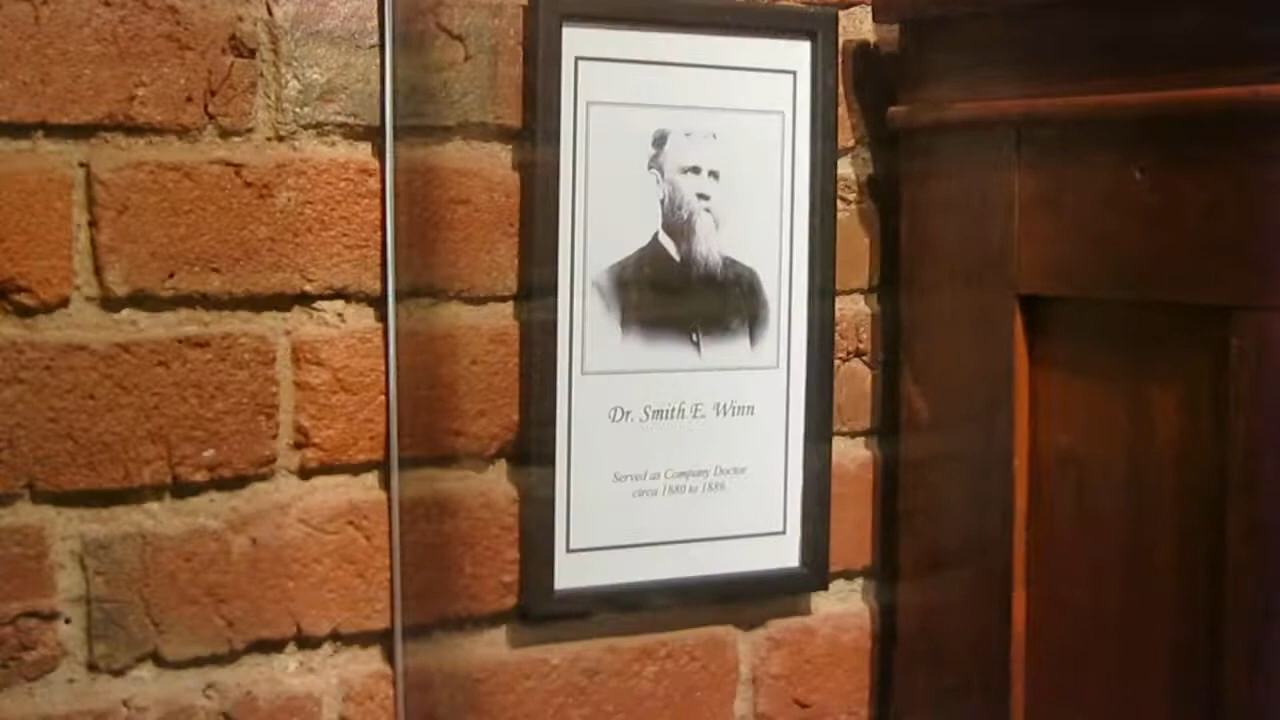 Dr. Smith E. Winn
Served as Company Doctor
circa 1880 to 1886